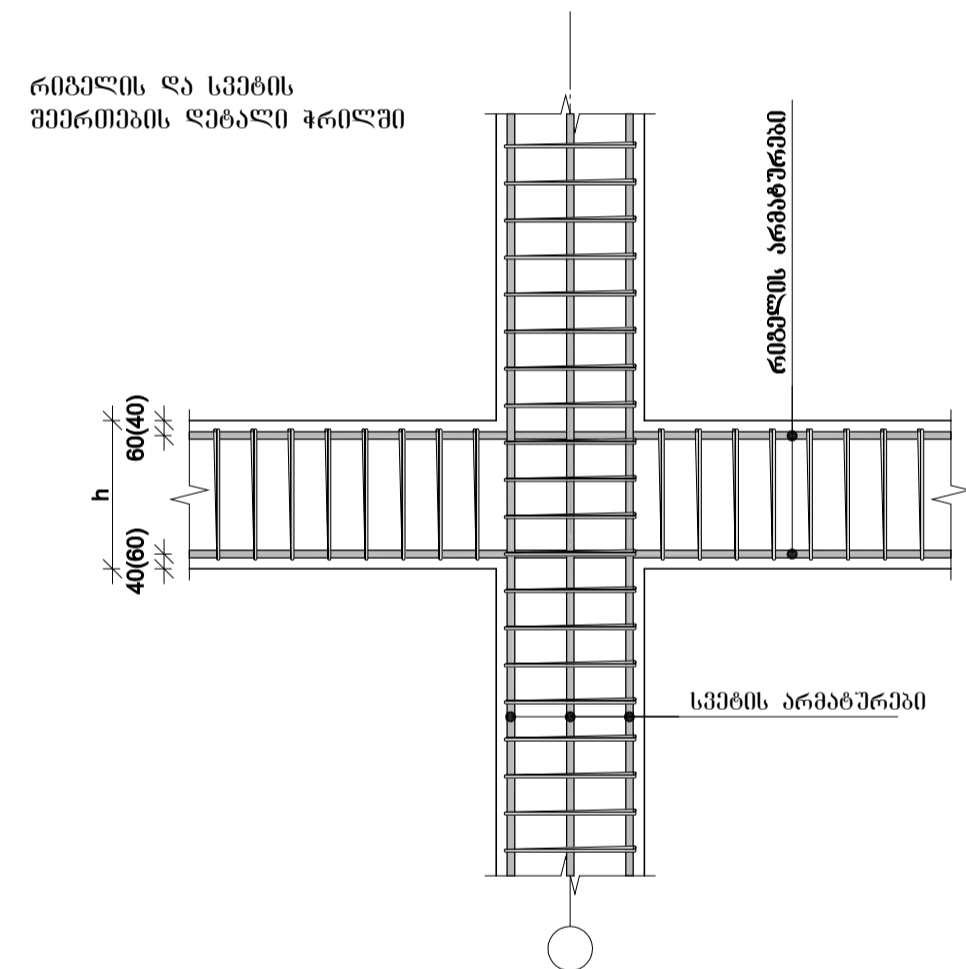 რიგელის და სვეტის
შეერთების დეტალი ჭრილში
რიგელის არმატურები
60(40)
h
40(60)
სვეტის არმატურები